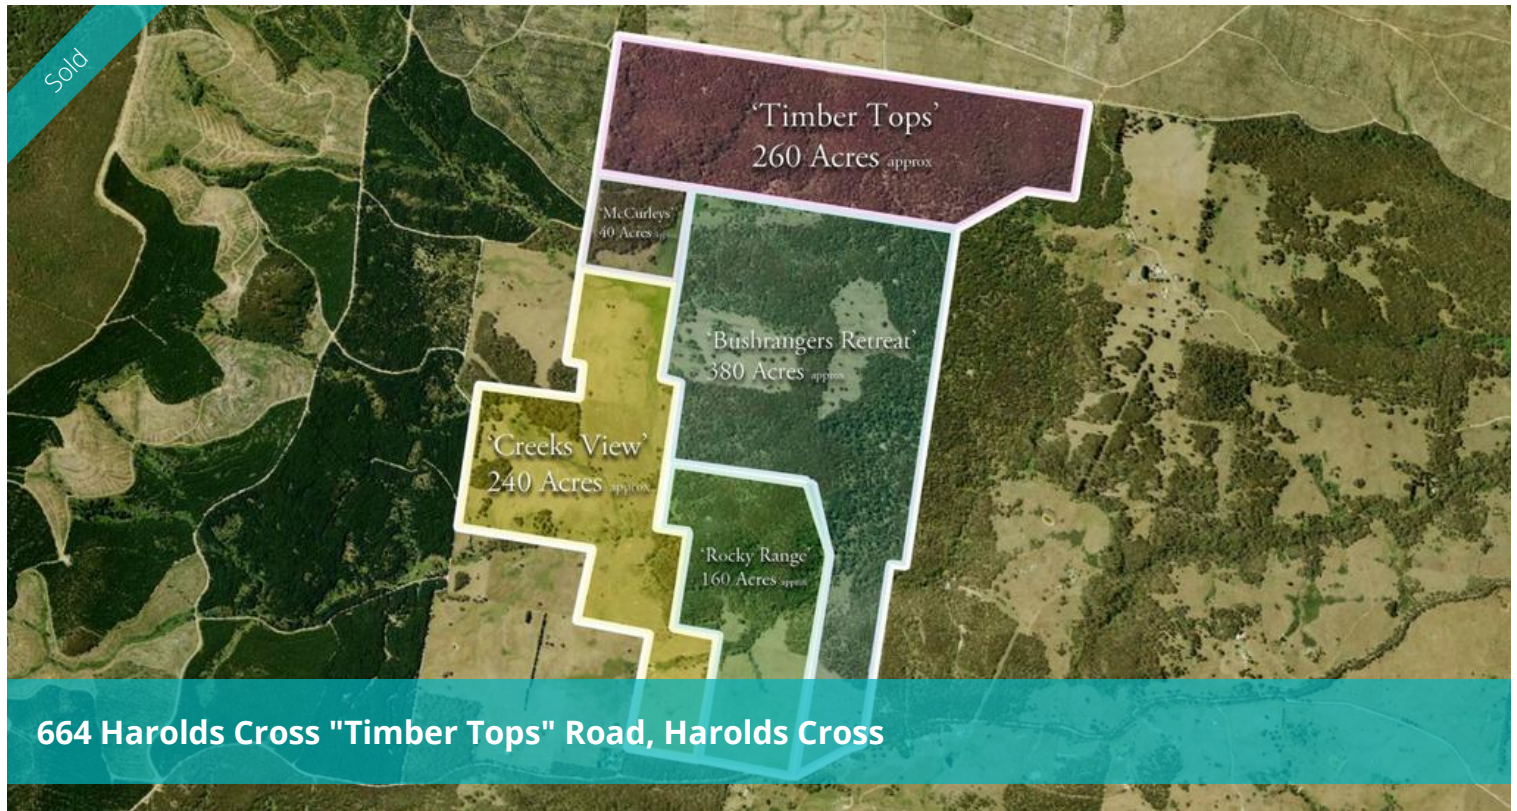 Sold
'Timber Tops'
260 Acres approx
'McCurleys'
40 Acres
'Bushrangers Retreat'
380 Acres approx
'Creeks View'
240 Acres approx
'Rocky Range'
160 Acres approx
664 Harolds Cross "Timber Tops" Road, Harolds Cross